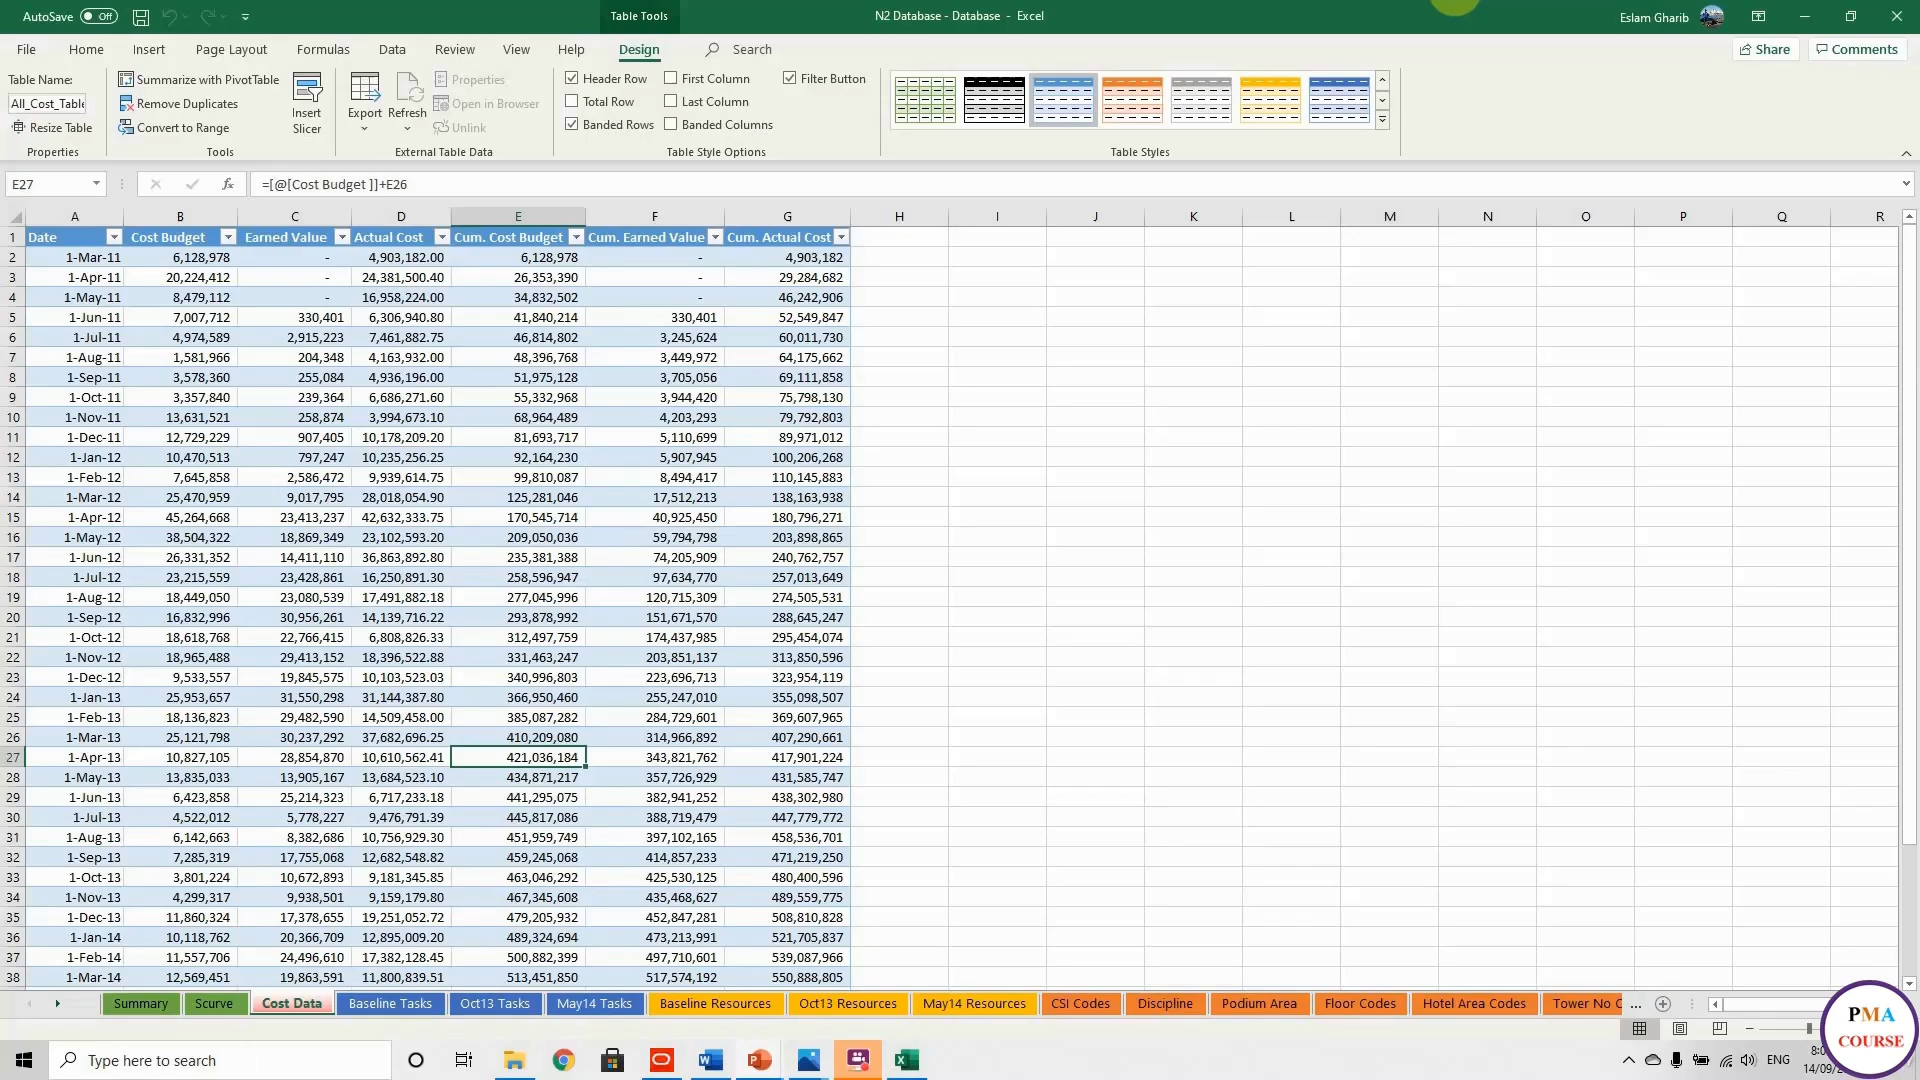 AutoSave Off
Table Tools
N2 Database - Database - Excel
Eslam Gharib
File Home Insert Page Layout Formulas Data Review View Help Design Search
Share Comments
Table Name:
All_Cost_Table
Resize Table
Properties
Summarize with PivotTable
Remove Duplicates
Convert to Range
Tools
Insert
Slicer
Export
Refresh
Properties
Open in Browser
Unlink
External Table Data
Header Row First Column Filter Button
Total Row Last Column
Banded Rows Banded Columns
Table Style Options
Table Styles
E27 fx =[@[Cost Budget ]]+E26
A B C D E F G H I J K L M N O P Q R
1 Date Cost Budget Earned Value Actual Cost Cum. Cost Budget Cum. Earned Value Cum. Actual Cost
2 1-Mar-11 6,128,978 - 4,903,182.00 6,128,978 - 4,903,182
3 1-Apr-11 20,224,412 - 24,381,500.40 26,353,390 - 29,284,682
4 1-May-11 8,479,112 - 16,958,224.00 34,832,502 - 46,242,906
5 1-Jun-11 7,007,712 330,401 6,306,940.80 41,840,214 330,401 52,549,847
6 1-Jul-11 4,974,589 2,915,223 7,461,882.75 46,814,802 3,245,624 60,011,730
7 1-Aug-11 1,581,966 204,348 4,163,932.00 48,396,768 3,449,972 64,175,662
8 1-Sep-11 3,578,360 255,084 4,936,196.00 51,975,128 3,705,056 69,111,858
9 1-Oct-11 3,357,840 239,364 6,686,271.60 55,332,968 3,944,420 75,798,130
10 1-Nov-11 13,631,521 258,874 3,994,673.10 68,964,489 4,203,293 79,792,803
11 1-Dec-11 12,729,229 907,405 10,178,209.20 81,693,717 5,110,699 89,971,012
12 1-Jan-12 10,470,513 797,247 10,235,256.25 92,164,230 5,907,945 100,206,268
13 1-Feb-12 7,645,858 2,586,472 9,939,614.75 99,810,087 8,494,417 110,145,883
14 1-Mar-12 25,470,959 9,017,795 28,018,054.90 125,281,046 17,512,213 138,163,938
15 1-Apr-12 45,264,668 23,413,237 42,632,333.75 170,545,714 40,925,450 180,796,271
16 1-May-12 38,504,322 18,869,349 23,102,593.20 209,050,036 59,794,798 203,898,865
17 1-Jun-12 26,331,352 14,411,110 36,863,892.80 235,381,388 74,205,909 240,762,757
18 1-Jul-12 23,215,559 23,428,861 16,250,891.30 258,596,947 97,634,770 257,013,649
19 1-Aug-12 18,449,050 23,080,539 17,491,882.18 277,045,996 120,715,309 274,505,531
20 1-Sep-12 16,832,996 30,956,261 14,139,716.22 293,878,992 151,671,570 288,645,247
21 1-Oct-12 18,618,768 22,766,415 6,808,826.33 312,497,759 174,437,985 295,454,074
22 1-Nov-12 18,965,488 29,413,152 18,396,522.88 331,463,247 203,851,137 313,850,596
23 1-Dec-12 9,533,557 19,845,575 10,103,523.03 340,996,803 223,696,713 323,954,119
24 1-Jan-13 25,953,657 31,550,298 31,144,387.80 366,950,460 255,247,010 355,098,507
25 1-Feb-13 18,136,823 29,482,590 14,509,458.00 385,087,282 284,729,601 369,607,965
26 1-Mar-13 25,121,798 30,237,292 37,682,696.25 410,209,080 314,966,892 407,290,661
27 1-Apr-13 10,827,105 28,854,870 10,610,562.41 421,036,184 343,821,762 417,901,224
28 1-May-13 13,835,033 13,905,167 13,684,523.10 434,871,217 357,726,929 431,585,747
29 1-Jun-13 6,423,858 25,214,323 6,717,233.18 441,295,075 382,941,252 438,302,980
30 1-Jul-13 4,522,012 5,778,227 9,476,791.39 445,817,086 388,719,479 447,779,772
31 1-Aug-13 6,142,663 8,382,686 10,756,929.30 451,959,749 397,102,165 458,536,701
32 1-Sep-13 7,285,319 17,755,068 12,682,548.82 459,245,068 414,857,233 471,219,250
33 1-Oct-13 3,801,224 10,672,893 9,181,345.85 463,046,292 425,530,125 480,400,596
34 1-Nov-13 4,299,317 9,938,501 9,159,179.80 467,345,608 435,468,627 489,559,775
35 1-Dec-13 11,860,324 17,378,655 19,251,052.72 479,205,932 452,847,281 508,810,828
36 1-Jan-14 10,118,762 20,366,709 12,895,009.20 489,324,694 473,213,991 521,705,837
37 1-Feb-14 11,557,706 24,496,610 17,382,128.45 500,882,399 497,710,601 539,087,966
38 1-Mar-14 12,569,451 19,863,591 11,800,839.51 513,451,850 517,574,192 550,888,805
Summary Scurve Cost Data Baseline Tasks Oct13 Tasks May14 Tasks Baseline Resources Oct13 Resources May14 Resources CSI Codes Discipline Podium Area Floor Codes Hotel Area Codes Tower No C ...
PMA
COURSE
Type here to search
ENG
14/09/2